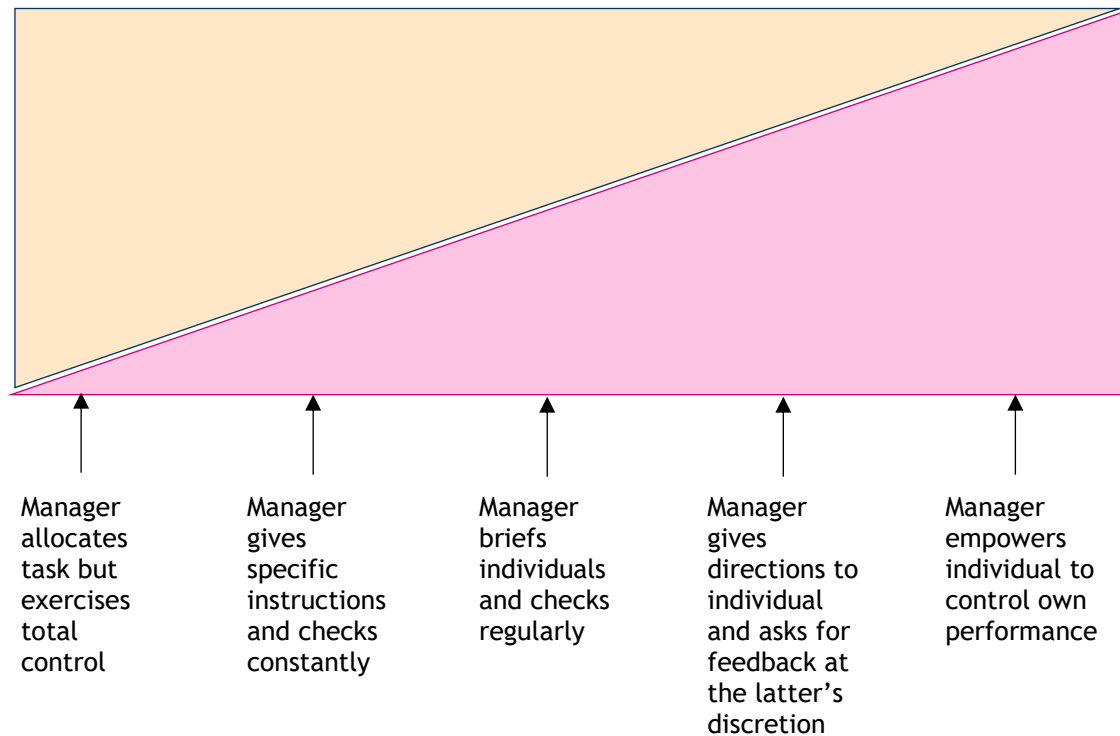 Manager
allocates
task but
exercises
total
control
Manager
gives
specific
instructions
and checks
constantly
Manager
briefs
individuals
and checks
regularly
Manager
gives
directions to
individual
and asks for
feedback at
the latter’s
discretion
Manager
empowers
individual to
control own
performance